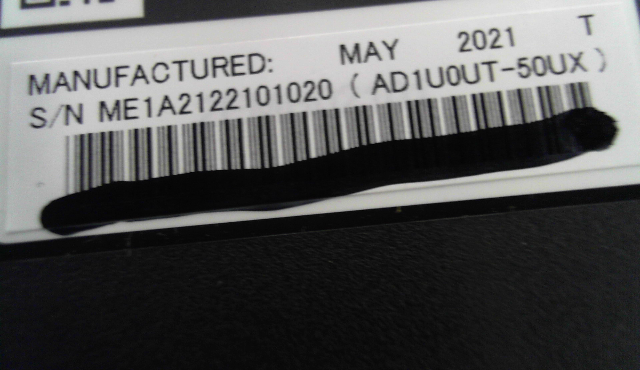 MANUFACTURED: MAY 2021 T
S/N ME1A2122101020 ( AD1U0UT-50UX )